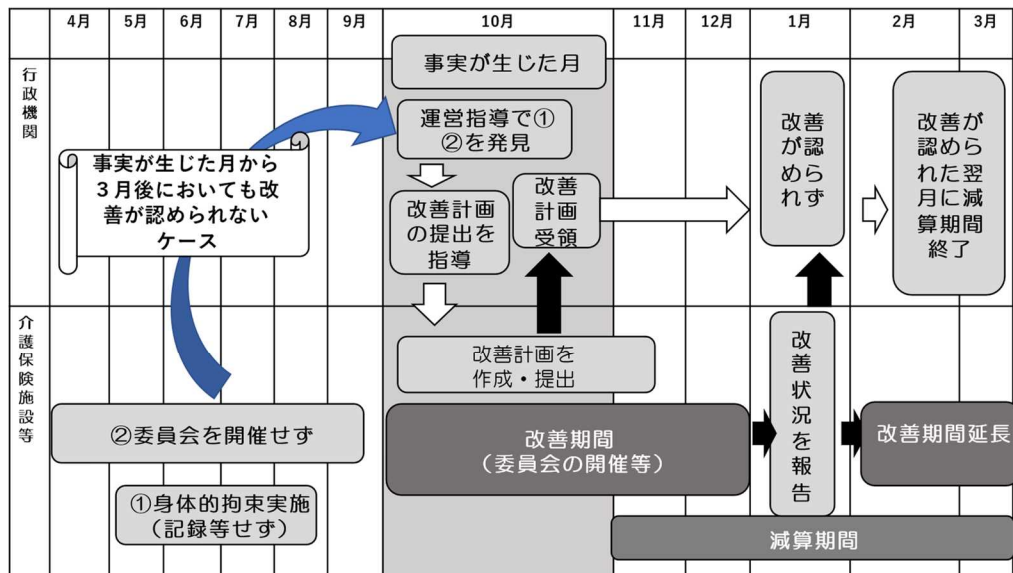 4月 5月 6月 7月 8月 9月 10月 11月 12月 1月 2月 3月
行政機関
事実が生じた月
運営指導で①
②を発見
改善計画
の提出を
指導
改善
計画
受領
事実が生じた月から
３月後においても改
善が認められない
ケース
改善
が認
めら
れず
改善が
認めら
れた翌
月に減
算期間
終了
介護保険施設等
改善計画を
作成・提出
②委員会を開催せず
①身体的拘束実施
（記録等せず）
改善期間
（委員会の開催等）
改善状況を報告
改善期間延長
減算期間